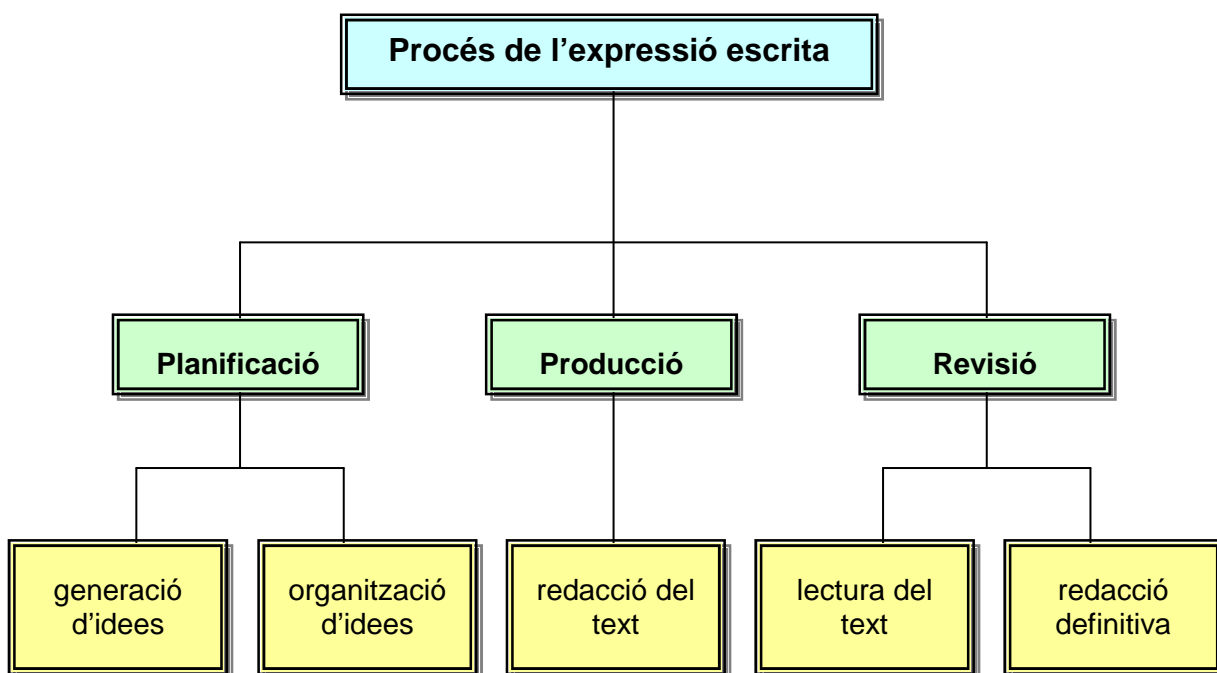 Procés de l’expressió escrita
Planificació
Producció
Revisió
generació
d’idees
organització
d’idees
redacció del
text
lectura del
text
redacció
definitiva